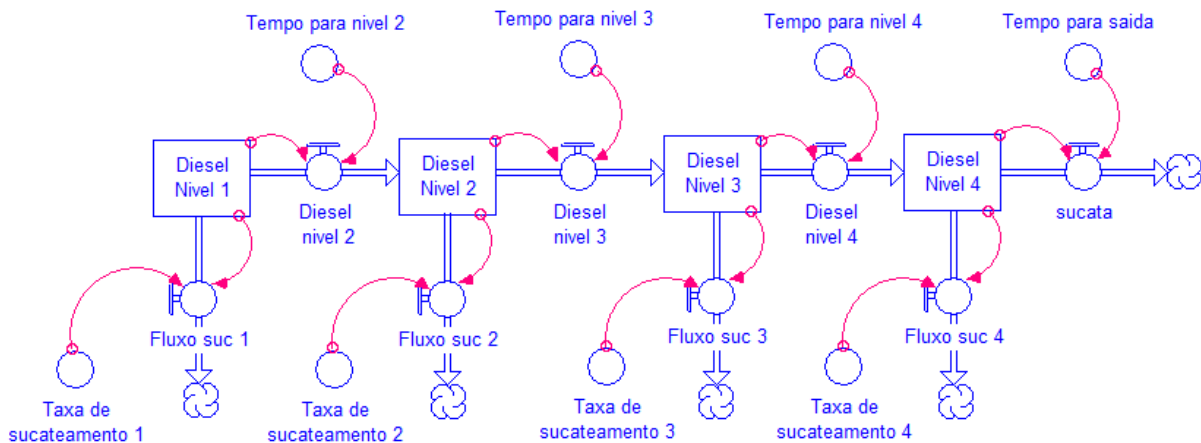 Tempo para nivel 2
Tempo para nivel 3
Tempo para nivel 4
Tempo para saida
Diesel
Nivel 1
Diesel
Nivel 2
Diesel
Nivel 3
Diesel
Nivel 4
Diesel
nivel 2
Diesel
nivel 3
Diesel
nivel 4
sucata
Fluxo suc 1
Fluxo suc 2
Fluxo suc 3
Fluxo suc 4
Taxa de
sucateamento 1
Taxa de
sucateamento 2
Taxa de
sucateamento 3
Taxa de
sucateamento 4